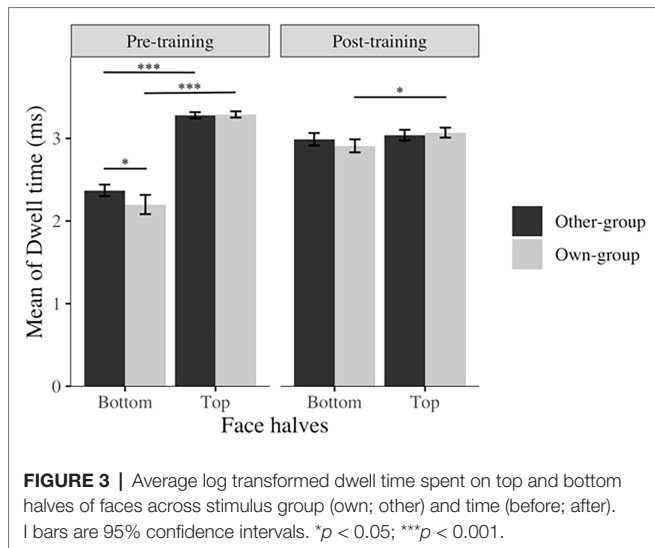 Pre-training Post-training
*** 
*** *
*
Mean of Dwell time (ms)
3
2
1
0
Other-group
Own-group
Bottom Top Bottom Top
Face halves
FIGURE 3 | Average log transformed dwell time spent on top and bottom
halves of faces across stimulus group (own; other) and time (before; after).
I bars are 95% confidence intervals. *p < 0.05; ***p < 0.001.